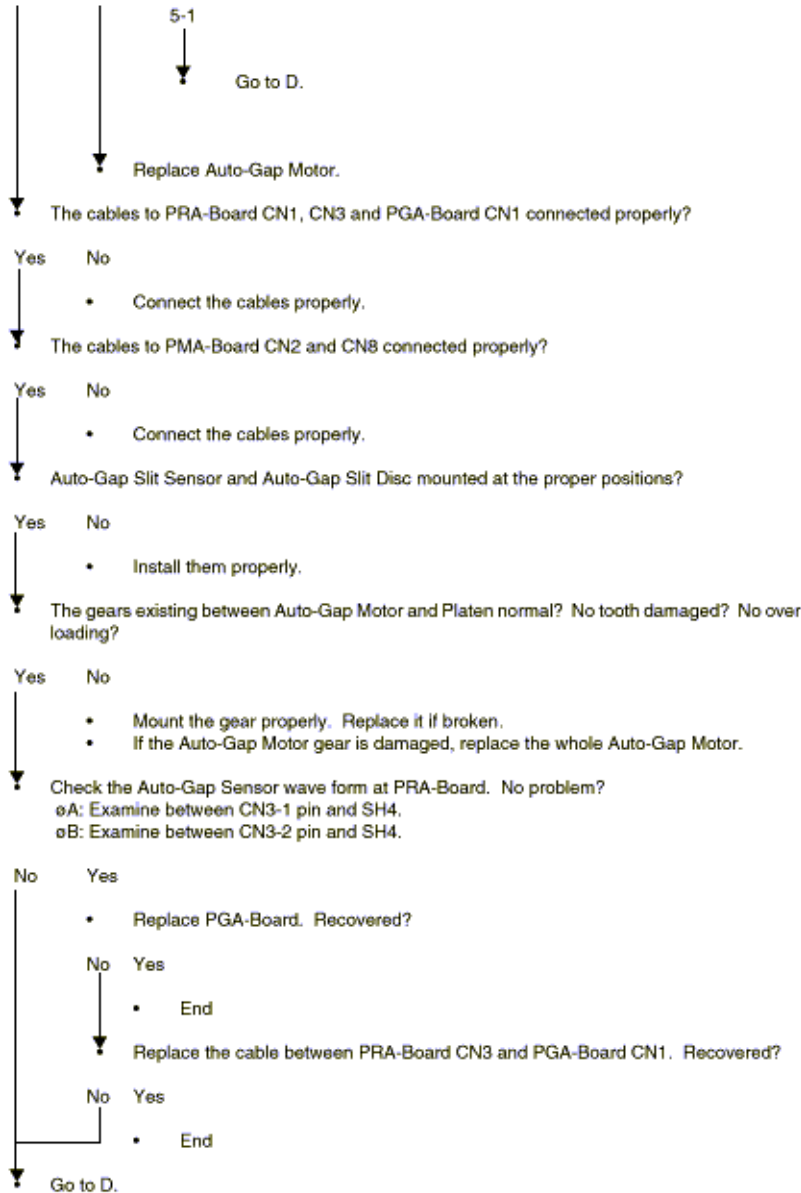 5-1
• Go to D.
• Replace Auto-Gap Motor.
• The cables to PRA-Board CN1, CN3 and PGA-Board CN1 connected properly?
Yes No
• Connect the cables properly.
• The cables to PMA-Board CN2 and CN8 connected properly?
Yes No
• Connect the cables properly.
• Auto-Gap Slit Sensor and Auto-Gap Slit Disc mounted at the proper positions?
Yes No
• Install them properly.
• The gears existing between Auto-Gap Motor and Platen normal? No tooth damaged? No over
loading?
Yes No
• Mount the gear properly. Replace it if broken.
• If the Auto-Gap Motor gear is damaged, replace the whole Auto-Gap Motor.
• Check the Auto-Gap Sensor wave form at PRA-Board. No problem?
øA: Examine between CN3-1 pin and SH4.
øB: Examine between CN3-2 pin and SH4.
No Yes
• Replace PGA-Board. Recovered?
No Yes
• End
• Replace the cable between PRA-Board CN3 and PGA-Board CN1. Recovered?
No Yes
• End
• Go to D.